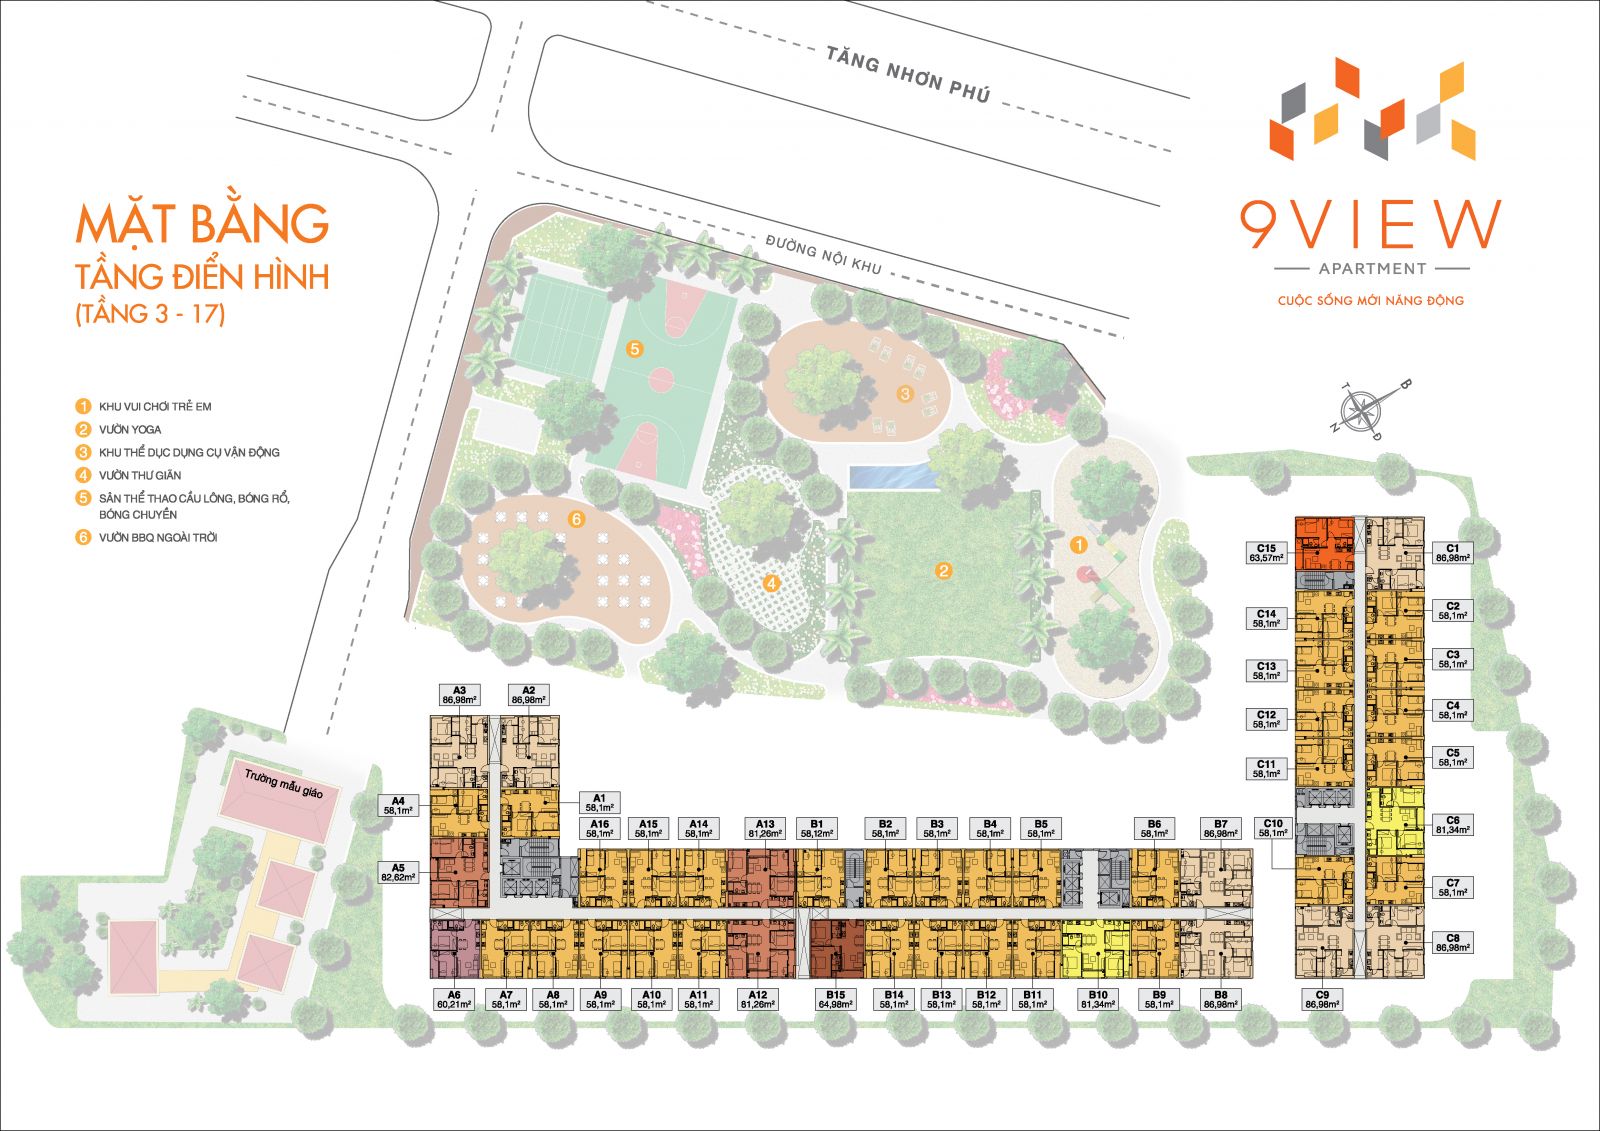 TĂNG NHƠN PHÚ
ĐƯỜNG NỘI KHU
9VIEW
APARTMENT
CUỘC SỐNG MỚI NĂNG ĐỘNG
MẶT BẰNG
TẦNG ĐIỂN HÌNH
(TẦNG 3 - 17)
1 KHU VUI CHƠI TRẺ EM
2 VƯỜN YOGA
3 KHU THỂ DỤC DỤNG CỤ VẬN ĐỘNG
4 VƯỜN THƯ GIÃN
5 SÂN THỂ THAO CẦU LÔNG, BÓNG RỔ,
BÓNG CHUYỀN
6 VƯỜN BBQ NGOÀI TRỜI
T
B
N
D
5
3
6
4
2
1
Trường mẫu giáo
A3
86,98m²
A2
86,98m²
A4
58,1m²
A1
58,1m²
A5
82,62m²
A16
58,1m²
A15
58,1m²
A14
58,1m²
A13
81,26m²
B1
58,12m²
B2
58,1m²
B3
58,1m²
B4
58,1m²
B5
58,1m²
B6
58,1m²
B7
86,98m²
A6
60,21m²
A7
58,1m²
A8
58,1m²
A9
58,1m²
A10
58,1m²
A11
58,1m²
A12
81,26m²
B15
64,98m²
B14
58,1m²
B13
58,1m²
B12
58,1m²
B11
58,1m²
B10
81,34m²
B9
58,1m²
B8
86,98m²
C15
63,57m²
C1
86,98m²
C14
58,1m²
C2
58,1m²
C13
58,1m²
C3
58,1m²
C12
58,1m²
C4
58,1m²
C11
58,1m²
C5
58,1m²
C10
58,1m²
C6
81,34m²
C7
58,1m²
C8
86,98m²
C9
86,98m²